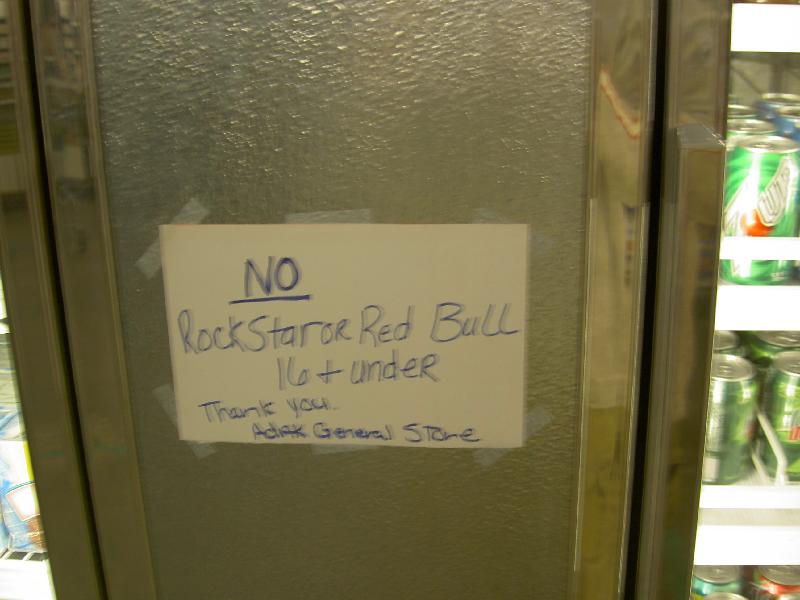 NO
RockStar or Red Bull
16 + under
Thank you..
Adak General Store